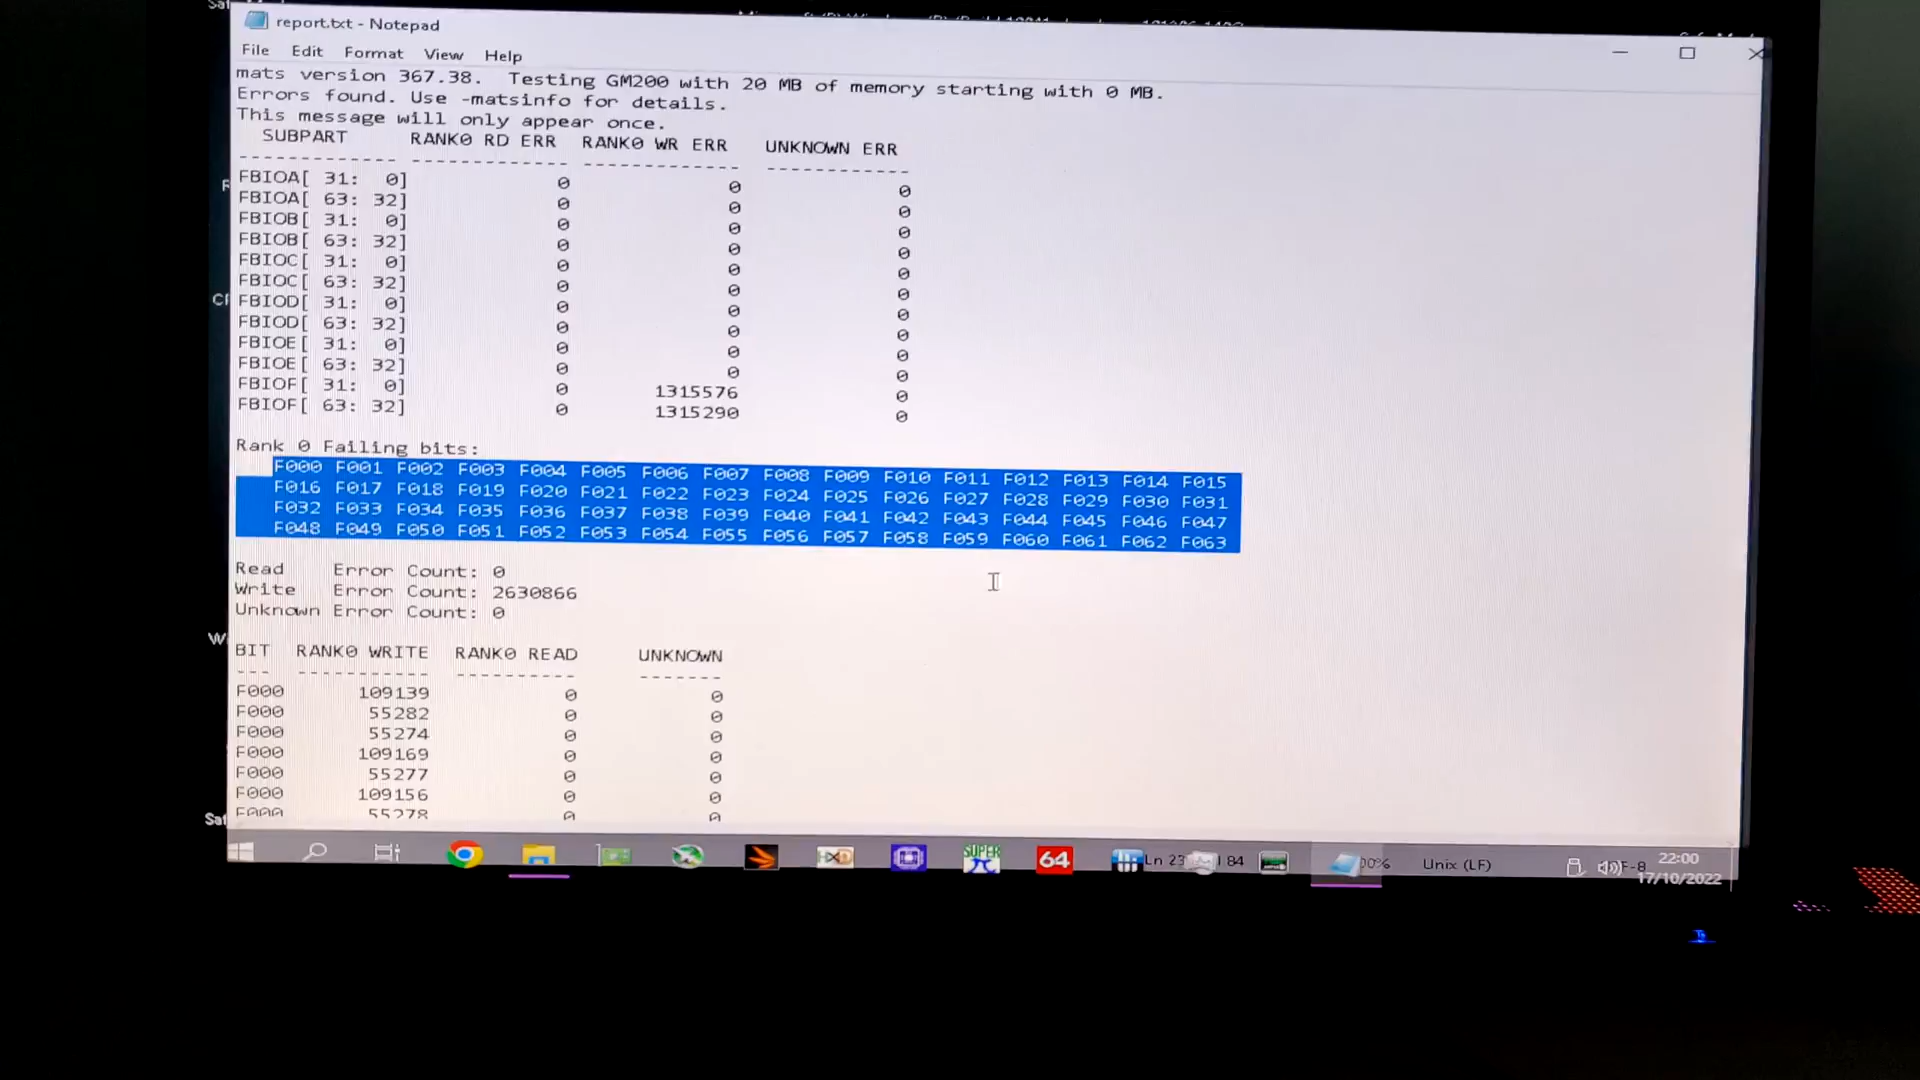 report.txt - Notepad
File Edit Format View Help
mats version 367.38. Testing GM200 with 20 MB of memory starting with 0 MB.
Errors found. Use -matsinfo for details.
This message will only appear once.
SUBPART RANK0 RD ERR RANK0 WR ERR UNKNOWN ERR
------------- ------------- ------------- ------------
FBIOA[ 31: 0] 0 0 0
FBIOA[ 63: 32] 0 0 0
FBIOB[ 31: 0] 0 0 0
FBIOB[ 63: 32] 0 0 0
FBIOC[ 31: 0] 0 0 0
FBIOC[ 63: 32] 0 0 0
FBIOD[ 31: 0] 0 0 0
FBIOD[ 63: 32] 0 0 0
FBIOE[ 31: 0] 0 0 0
FBIOE[ 63: 32] 0 0 0
FBIOF[ 31: 0] 0 1315576 0
FBIOF[ 63: 32] 0 1315290 0
Rank 0 Failing bits:
F000 F001 F002 F003 F004 F005 F006 F007 F008 F009 F010 F011 F012 F013 F014 F015
F016 F017 F018 F019 F020 F021 F022 F023 F024 F025 F026 F027 F028 F029 F030 F031
F032 F033 F034 F035 F036 F037 F038 F039 F040 F041 F042 F043 F044 F045 F046 F047
F048 F049 F050 F051 F052 F053 F054 F055 F056 F057 F058 F059 F060 F061 F062 F063
Read Error Count: 0
Write Error Count: 2630866
Unknown Error Count: 0
BIT RANK0 WRITE RANK0 READ UNKNOWN
--- ----------- ---------- -------
F000 109139 0 0
F000 55282 0 0
F000 55274 0 0
F000 109169 0 0
F000 55277 0 0
F000 109156 0 0
F000 55278 0 0
SUPER π 64 Ln 23 84 Unix (LF) 22:00
17/10/2022